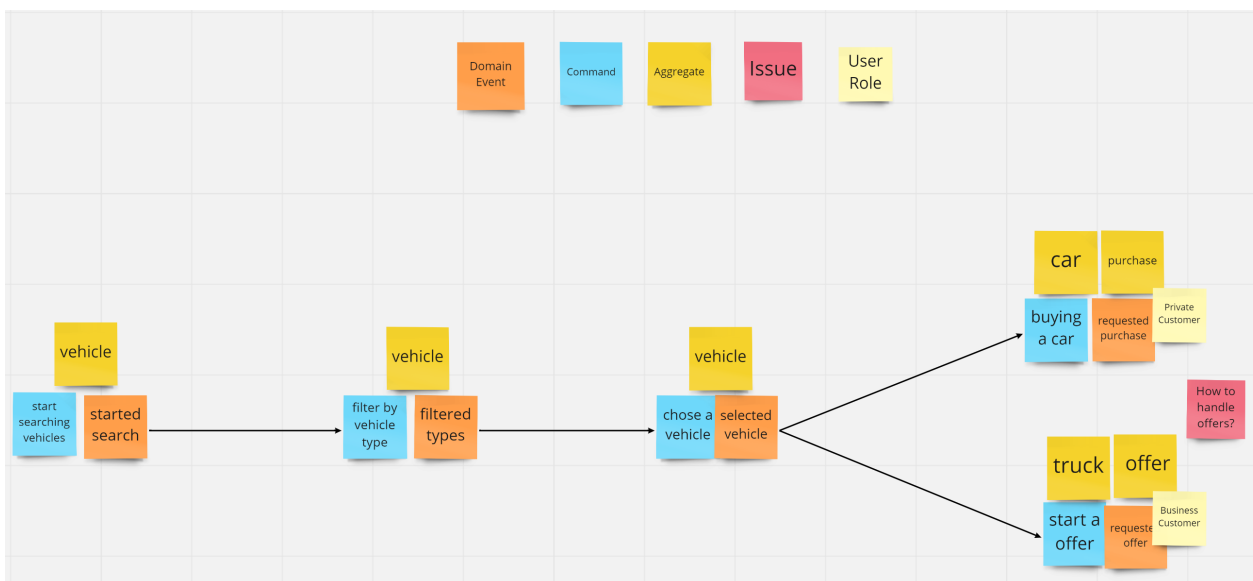 Domain
Event
Command
Aggregate
Issue
User
Role
vehicle
start
searching
vehicles
started
search
vehicle
filter by
vehicle
type
filtered
types
vehicle
chose a
vehicle
selected
vehicle
car
purchase
buying
a car
requested
purchase
Private
Customer
How to
handle
offers?
truck
offer
start a
offer
requeste
offer
Business
Customer